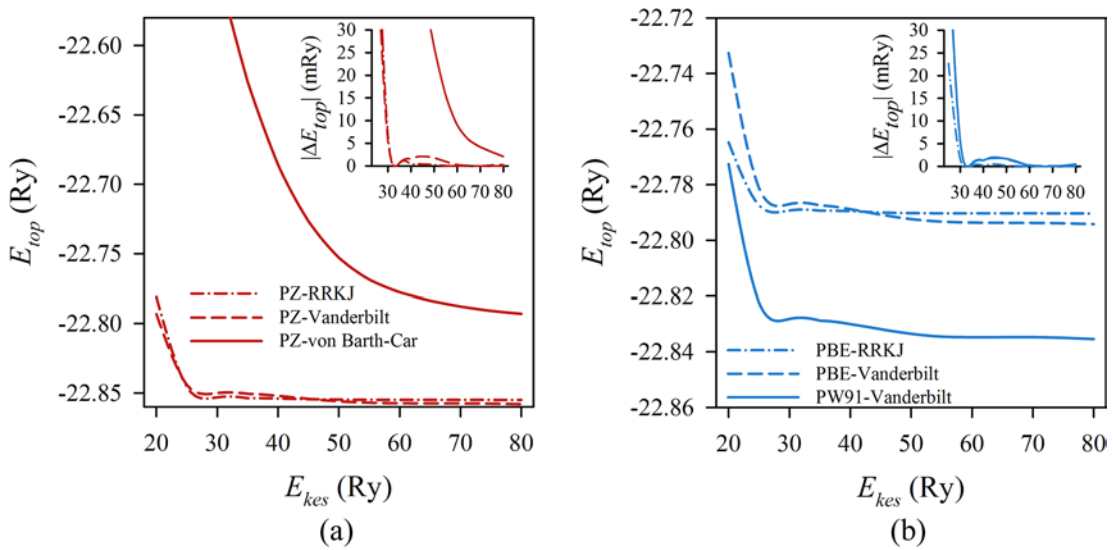 -22.60
-22.65
-22.70
-22.75
-22.80
-22.85
E_top (Ry)
20 30 40 50 60 70 80
E_kes (Ry)
(a)
PZ-RRKJ
PZ-Vanderbilt
PZ-von Barth-Car
30
25
20
15
10
5
0
|ΔE_top| (mRy)
30 40 50 60 70 80
-22.72
-22.74
-22.76
-22.78
-22.80
-22.82
-22.84
-22.86
E_top (Ry)
20 30 40 50 60 70 80
E_kes (Ry)
(b)
PBE-RRKJ
PBE-Vanderbilt
PW91-Vanderbilt
30
25
20
15
10
5
0
|ΔE_top| (mRy)
30 40 50 60 70 80